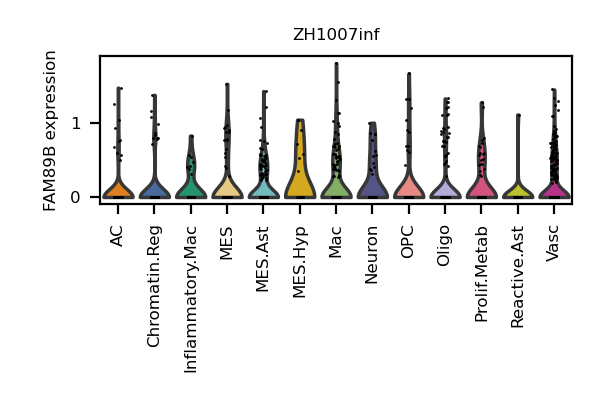 ZH1007inf
FAM89B expression
1
0
AC
Chromatin.Reg
Inflammatory.Mac
MES
MES.Ast
MES.Hyp
Mac
Neuron
OPC
Oligo
Prolif.Metab
Reactive.Ast
Vasc